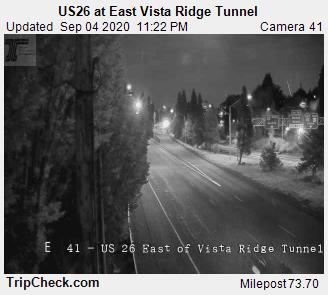 US26 at East Vista Ridge Tunnel
Updated Sep 04 2020 11:22 PM Camera 41
E 41 - US 26 East of Vista Ridge Tunnel
TripCheck.com Milepost 73.70